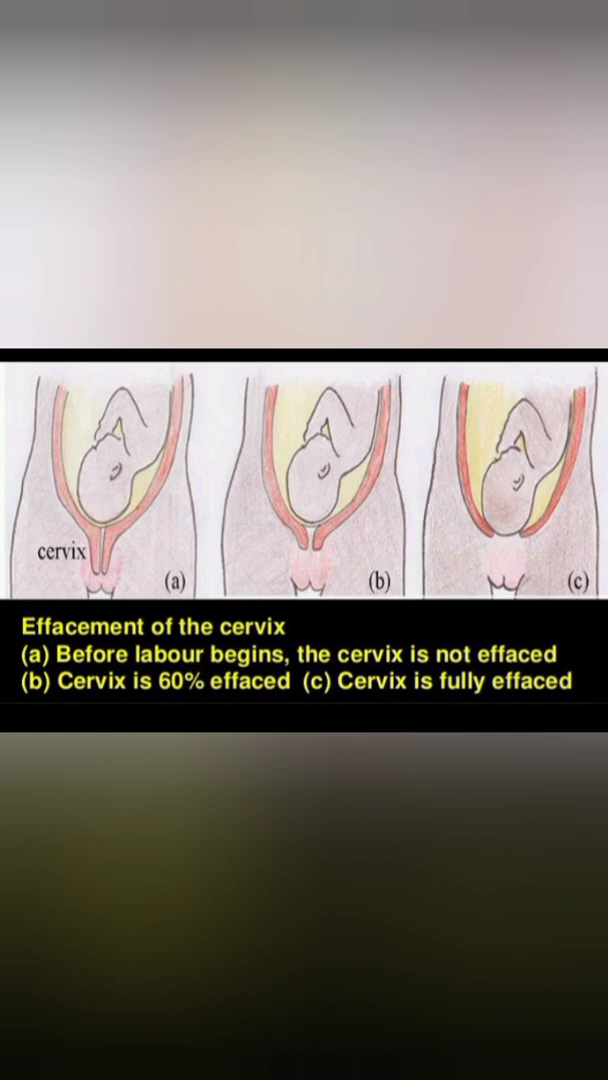 cervix
(a)
(b)
(c)
Effacement of the cervix
(a) Before labour begins, the cervix is not effaced
(b) Cervix is 60% effaced (c) Cervix is fully effaced